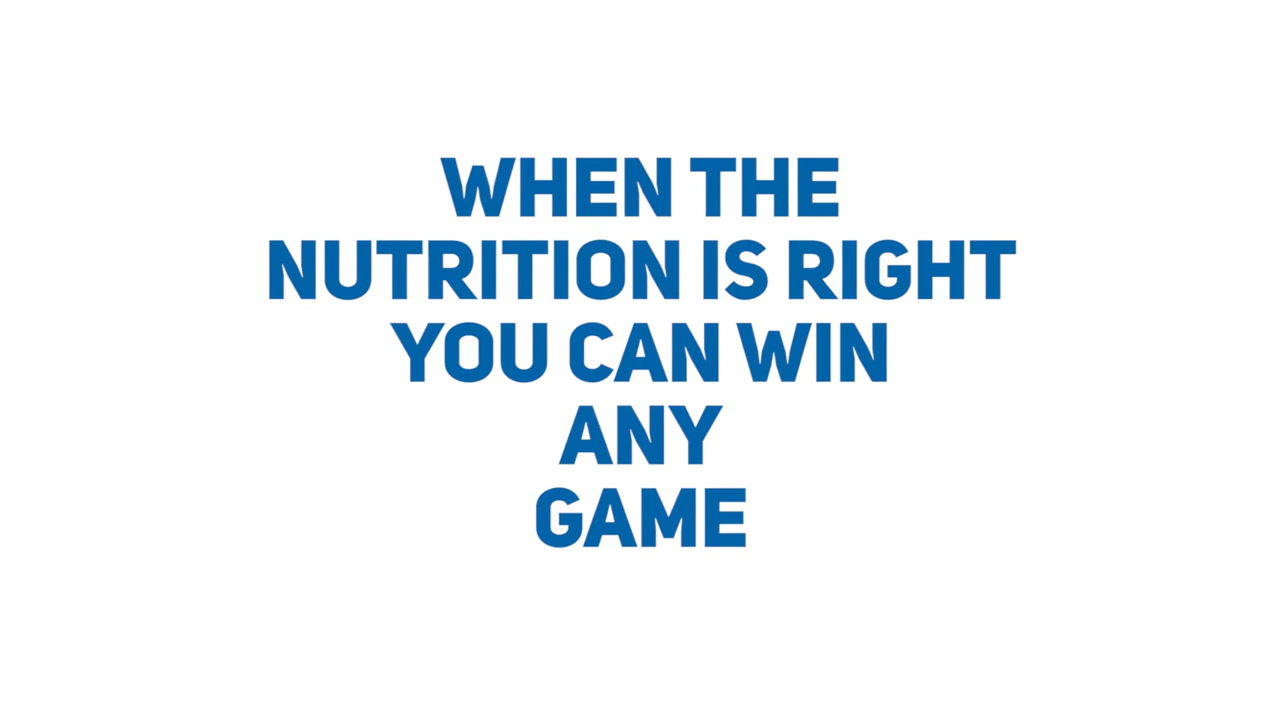 WHEN THE
NUTRITION IS RIGHT
YOU CAN WIN
ANY
GAME